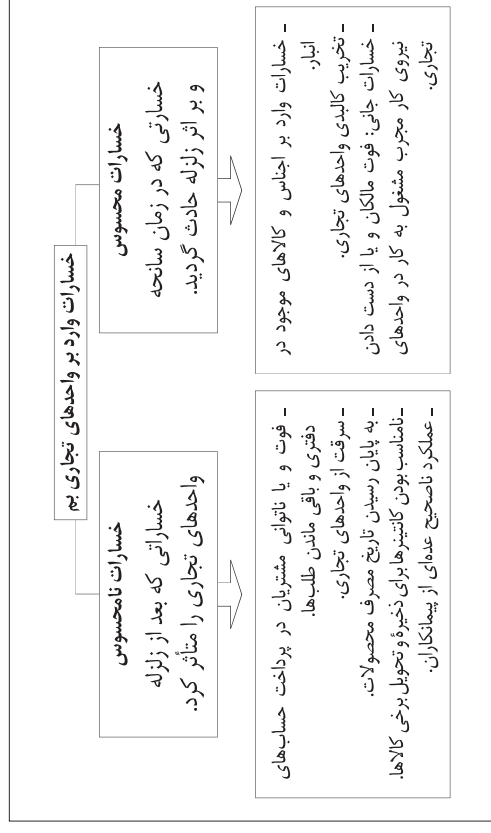 خسارات وارد بر واحدهای تجاری بم
خسارات محسوس
خسارتی که در زمان سانحه
و بر اثر زلزله حادث گردید.
- خسارات وارد بر اجناس و کالاهای موجود در
انبار.
- تخریب کالبدی واحدهای تجاری.
- خسارات جانی: فوت مالکان و یا از دست دادن
نیروی کار مجرب مشغول به کار در واحدهای
تجاری.
خسارات نامحسوس
خساراتی که بعد از زلزله
واحدهای تجاری را متأثر کرد.
- فوت و یا ناتوانی مشتریان در پرداخت حساب‌های
دفتری و باقی ماندن طلب‌ها.
- سرقت از واحدهای تجاری.
- به پایان رسیدن تاریخ مصرف محصولات.
- نامناسب بودن کانتینرها برای ذخیرۀ و تحویل برخی کالاها.
- عملکرد ناصحیح عده‌ای از پیمانکاران.